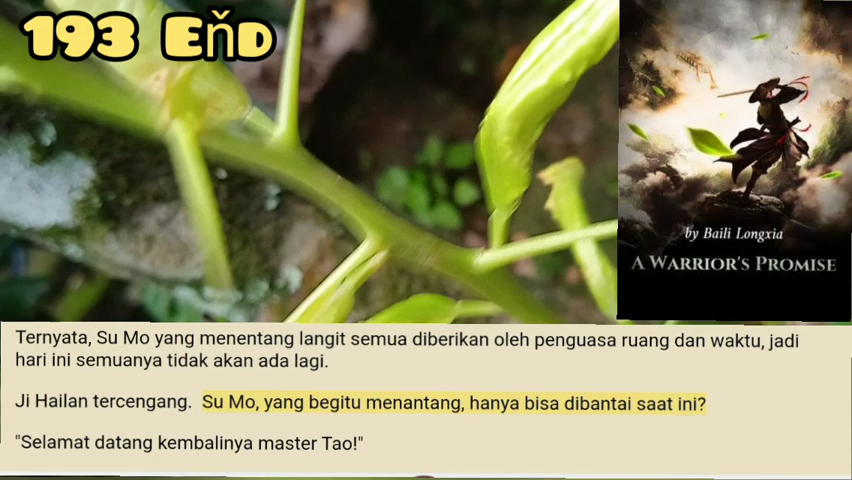 193 Eňd
by Baili Longxia
A Warrior's Promise
Ternyata, Su Mo yang menentang langit semua diberikan oleh penguasa ruang dan waktu, jadi
hari ini semuanya tidak akan ada lagi.
Ji Hailan tercengang. Su Mo, yang begitu menantang, hanya bisa dibantai saat ini?
"Selamat datang kembalinya master Tao!"